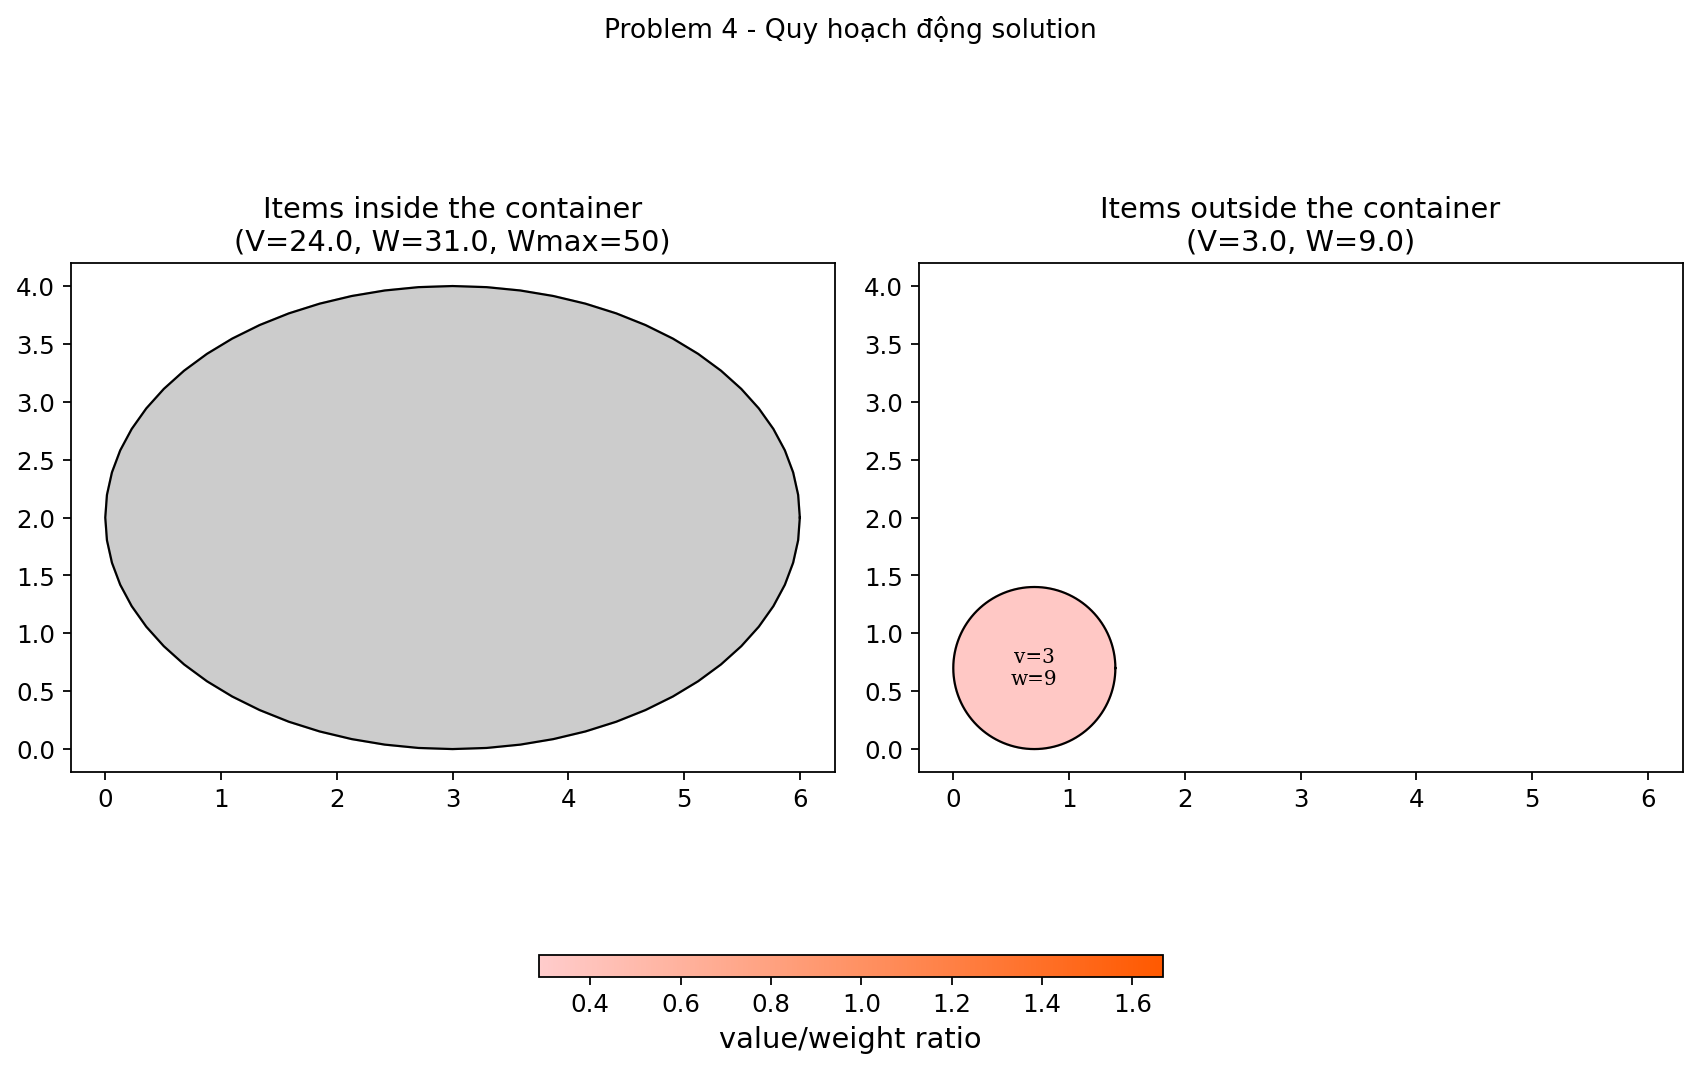 Problem 4 - Quy hoạch động solution
Items inside the container
(V=24.0, W=31.0, Wmax=50)
4.0
3.5
3.0
2.5
2.0
1.5
1.0
0.5
0.0
0 1 2 3 4 5 6
Items outside the container
(V=3.0, W=9.0)
4.0
3.5
3.0
2.5
2.0
1.5
1.0
0.5
0.0
v=3
w=9
0 1 2 3 4 5 6
0.4 0.6 0.8 1.0 1.2 1.4 1.6
value/weight ratio